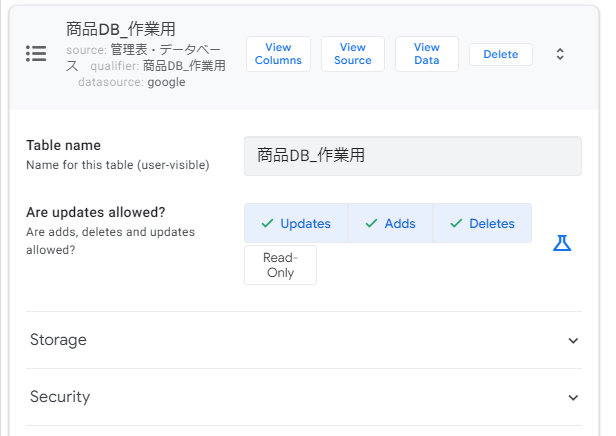 商品DB_作業用
source: 管理表・データベー
ス qualifier: 商品DB_作業用
datasource: google
View
Columns
View
Source
View
Data
Delete
Table name
Name for this table (user-visible)
商品DB_作業用
Are updates allowed?
Are adds, deletes and updates
allowed?
Updates
Adds
Deletes
Read-
Only
Storage
Security